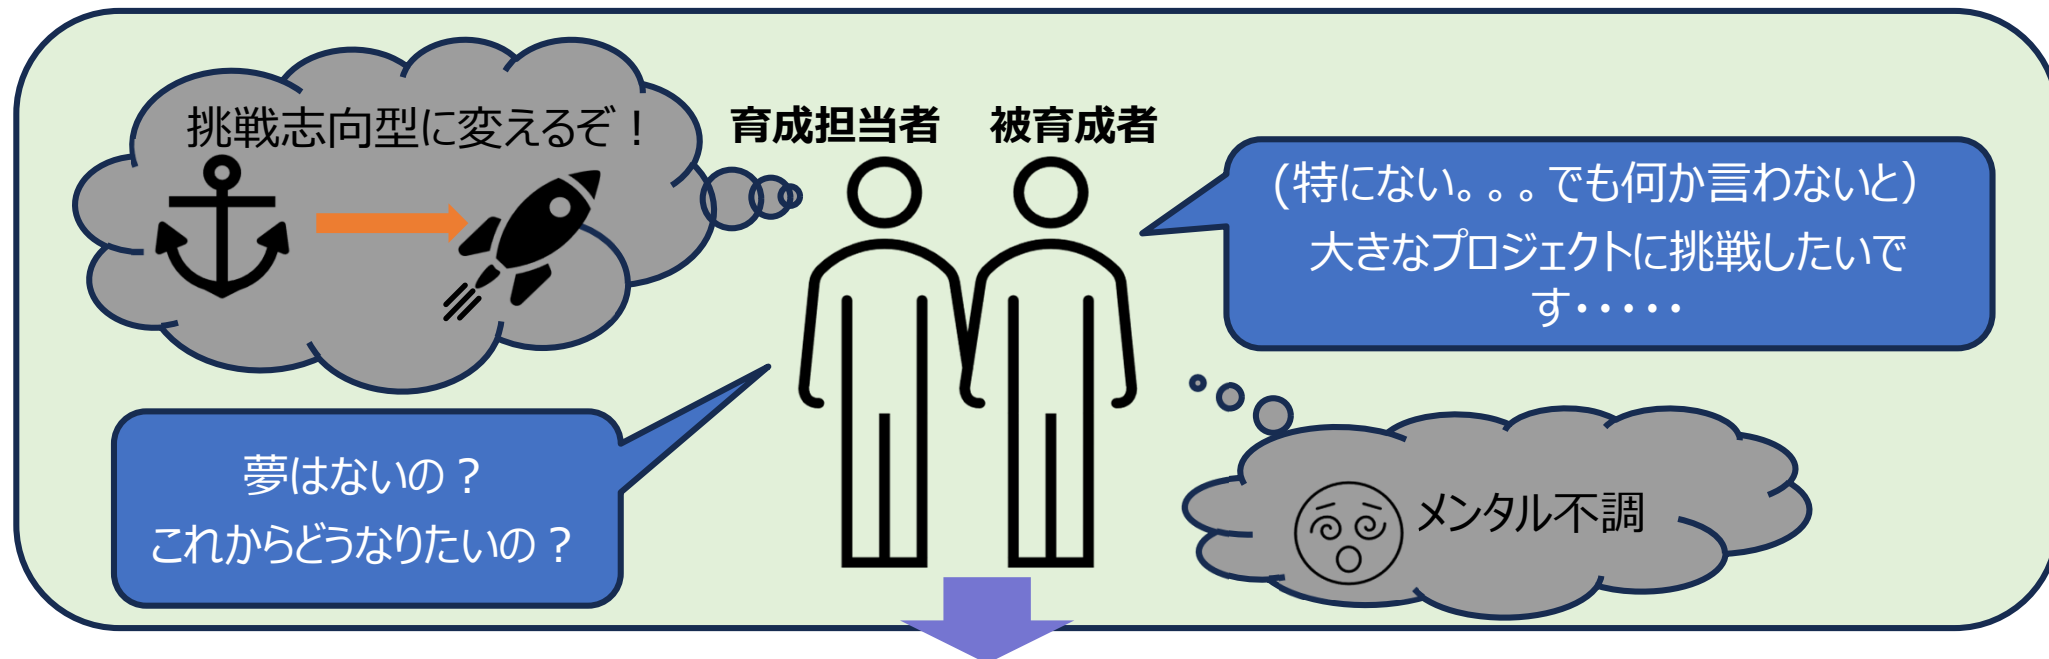 挑戦志向型に変えるぞ！
育成担当者
被育成者
(特にない。。。でも何か言わないと）
大きなプロジェクトに挑戦したいで
す・・・・・
夢はないの？
これからどうなりたいの？
メンタル不調